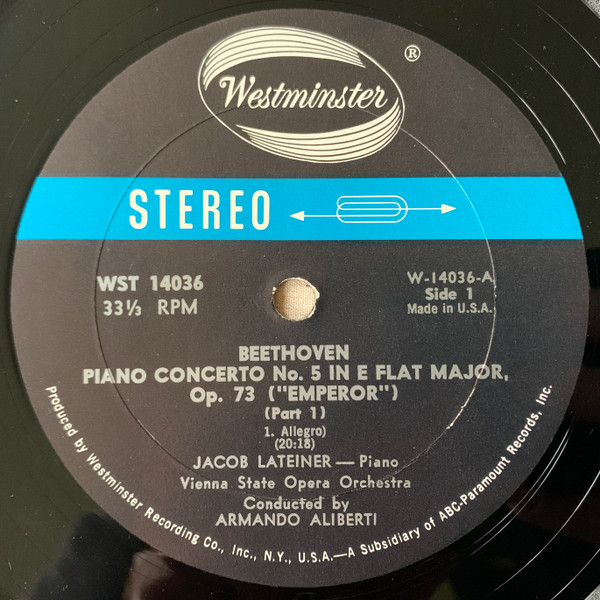 Westminster ®
STEREO
WST 14036
33⅓ RPM
W-14036-A
Side 1
Made in U.S.A.
BEETHOVEN
PIANO CONCERTO No. 5 IN E FLAT MAJOR,
Op. 73 ("EMPEROR")
(Part 1)
1. Allegro)
(20:18)
JACOB LATEINER — Piano
Vienna State Opera Orchestra
Conducted by
ARMANDO ALIBERTI
Produced by Westminster Recording Co., Inc., N.Y., U.S.A.—A Subsidiary of ABC-Paramount Records, Inc.